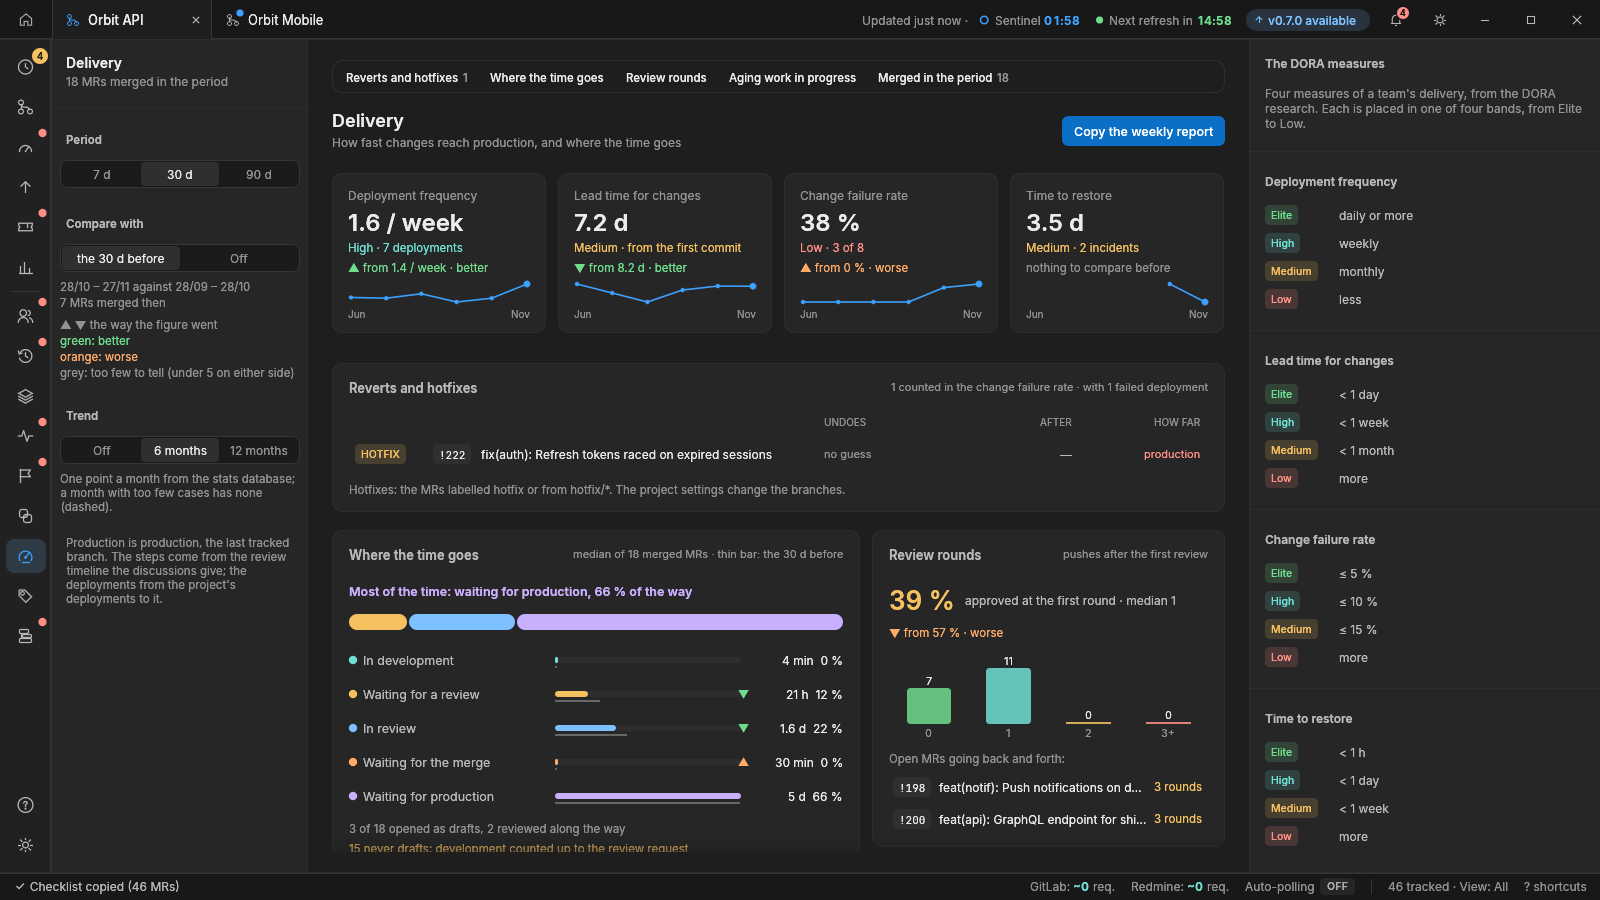 Orbit API
Orbit Mobile
Updated just now ·
Sentinel 01:58
Next refresh in 14:58
↑ v0.7.0 available
4
4
Delivery
18 MRs merged in the period
Period
7 d
30 d
90 d
Compare with
the 30 d before
Off
28/10 – 27/11 against 28/09 – 28/10
7 MRs merged then
▲ ▼ the way the figure went
green: better
orange: worse
grey: too few to tell (under 5 on either side)
Trend
Off
6 months
12 months
One point a month from the stats database;
a month with too few cases has none
(dashed).
Production is production, the last tracked
branch. The steps come from the review
timeline the discussions give; the
deployments from the project's
deployments to it.
Reverts and hotfixes 1
Where the time goes
Review rounds
Aging work in progress
Merged in the period 18
Delivery
How fast changes reach production, and where the time goes
Copy the weekly report
Deployment frequency
1.6 / week
High · 7 deployments
▲ from 1.4 / week · better
Jun
Nov
Lead time for changes
7.2 d
Medium · from the first commit
▼ from 8.2 d · better
Jun
Nov
Change failure rate
38 %
Low · 3 of 8
▲ from 0 % · worse
Jun
Nov
Time to restore
3.5 d
Medium · 2 incidents
nothing to compare before
Jun
Nov
Reverts and hotfixes
1 counted in the change failure rate · with 1 failed deployment
UNDOES
AFTER
HOW FAR
HOTFIX
!222
fix(auth): Refresh tokens raced on expired sessions
no guess
—
production
Hotfixes: the MRs labelled hotfix or from hotfix/*. The project settings change the branches.
Where the time goes
median of 18 merged MRs · thin bar: the 30 d before
Most of the time: waiting for production, 66 % of the way
In development
4 min 0 %
Waiting for a review
▼
21 h 12 %
In review
▼
1.6 d 22 %
Waiting for the merge
▲
30 min 0 %
Waiting for production
5 d 66 %
3 of 18 opened as drafts, 2 reviewed along the way
15 never drafts: development counted up to the review request
Review rounds
pushes after the first review
39 %
approved at the first round · median 1
▼ from 57 % · worse
7
11
0
0
0
1
2
3+
Open MRs going back and forth:
!198
feat(notif): Push notifications on d...
3 rounds
!200
feat(api): GraphQL endpoint for shi...
3 rounds
The DORA measures
Four measures of a team's delivery, from the DORA
research. Each is placed in one of four bands, from Elite
to Low.
Deployment frequency
Elite
daily or more
High
weekly
Medium
monthly
Low
less
Lead time for changes
Elite
< 1 day
High
< 1 week
Medium
< 1 month
Low
more
Change failure rate
Elite
≤ 5 %
High
≤ 10 %
Medium
≤ 15 %
Low
more
Time to restore
Elite
< 1 h
High
< 1 day
Medium
< 1 week
Low
more
✓ Checklist copied (46 MRs)
GitLab: ~0 req.
Redmine: ~0 req.
Auto-polling OFF
46 tracked · View: All
? shortcuts